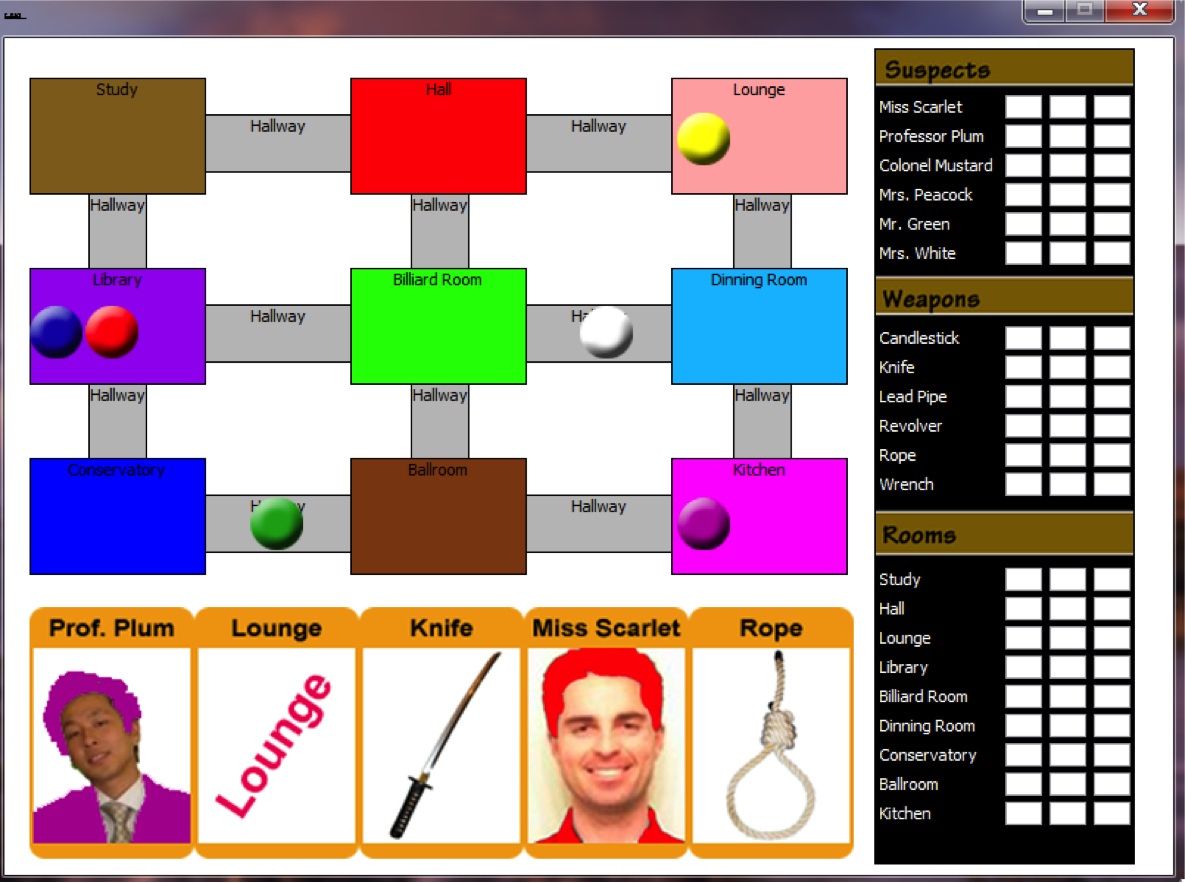 Study
Hall
Lounge
Hallway
Hallway
Hallway
Hallway
Hallway
Library
Billiard Room
Dinning Room
Hallway
Hallway
Hallway
Hallway
Conservatory
Ballroom
Kitchen
Hallway
Prof. Plum
Lounge
Knife
Miss Scarlet
Rope
Lounge
Suspects
Miss Scarlet
Professor Plum
Colonel Mustard
Mrs. Peacock
Mr. Green
Mrs. White
Weapons
Candlestick
Knife
Lead Pipe
Revolver
Rope
Wrench
Rooms
Study
Hall
Lounge
Library
Billiard Room
Dinning Room
Conservatory
Ballroom
Kitchen